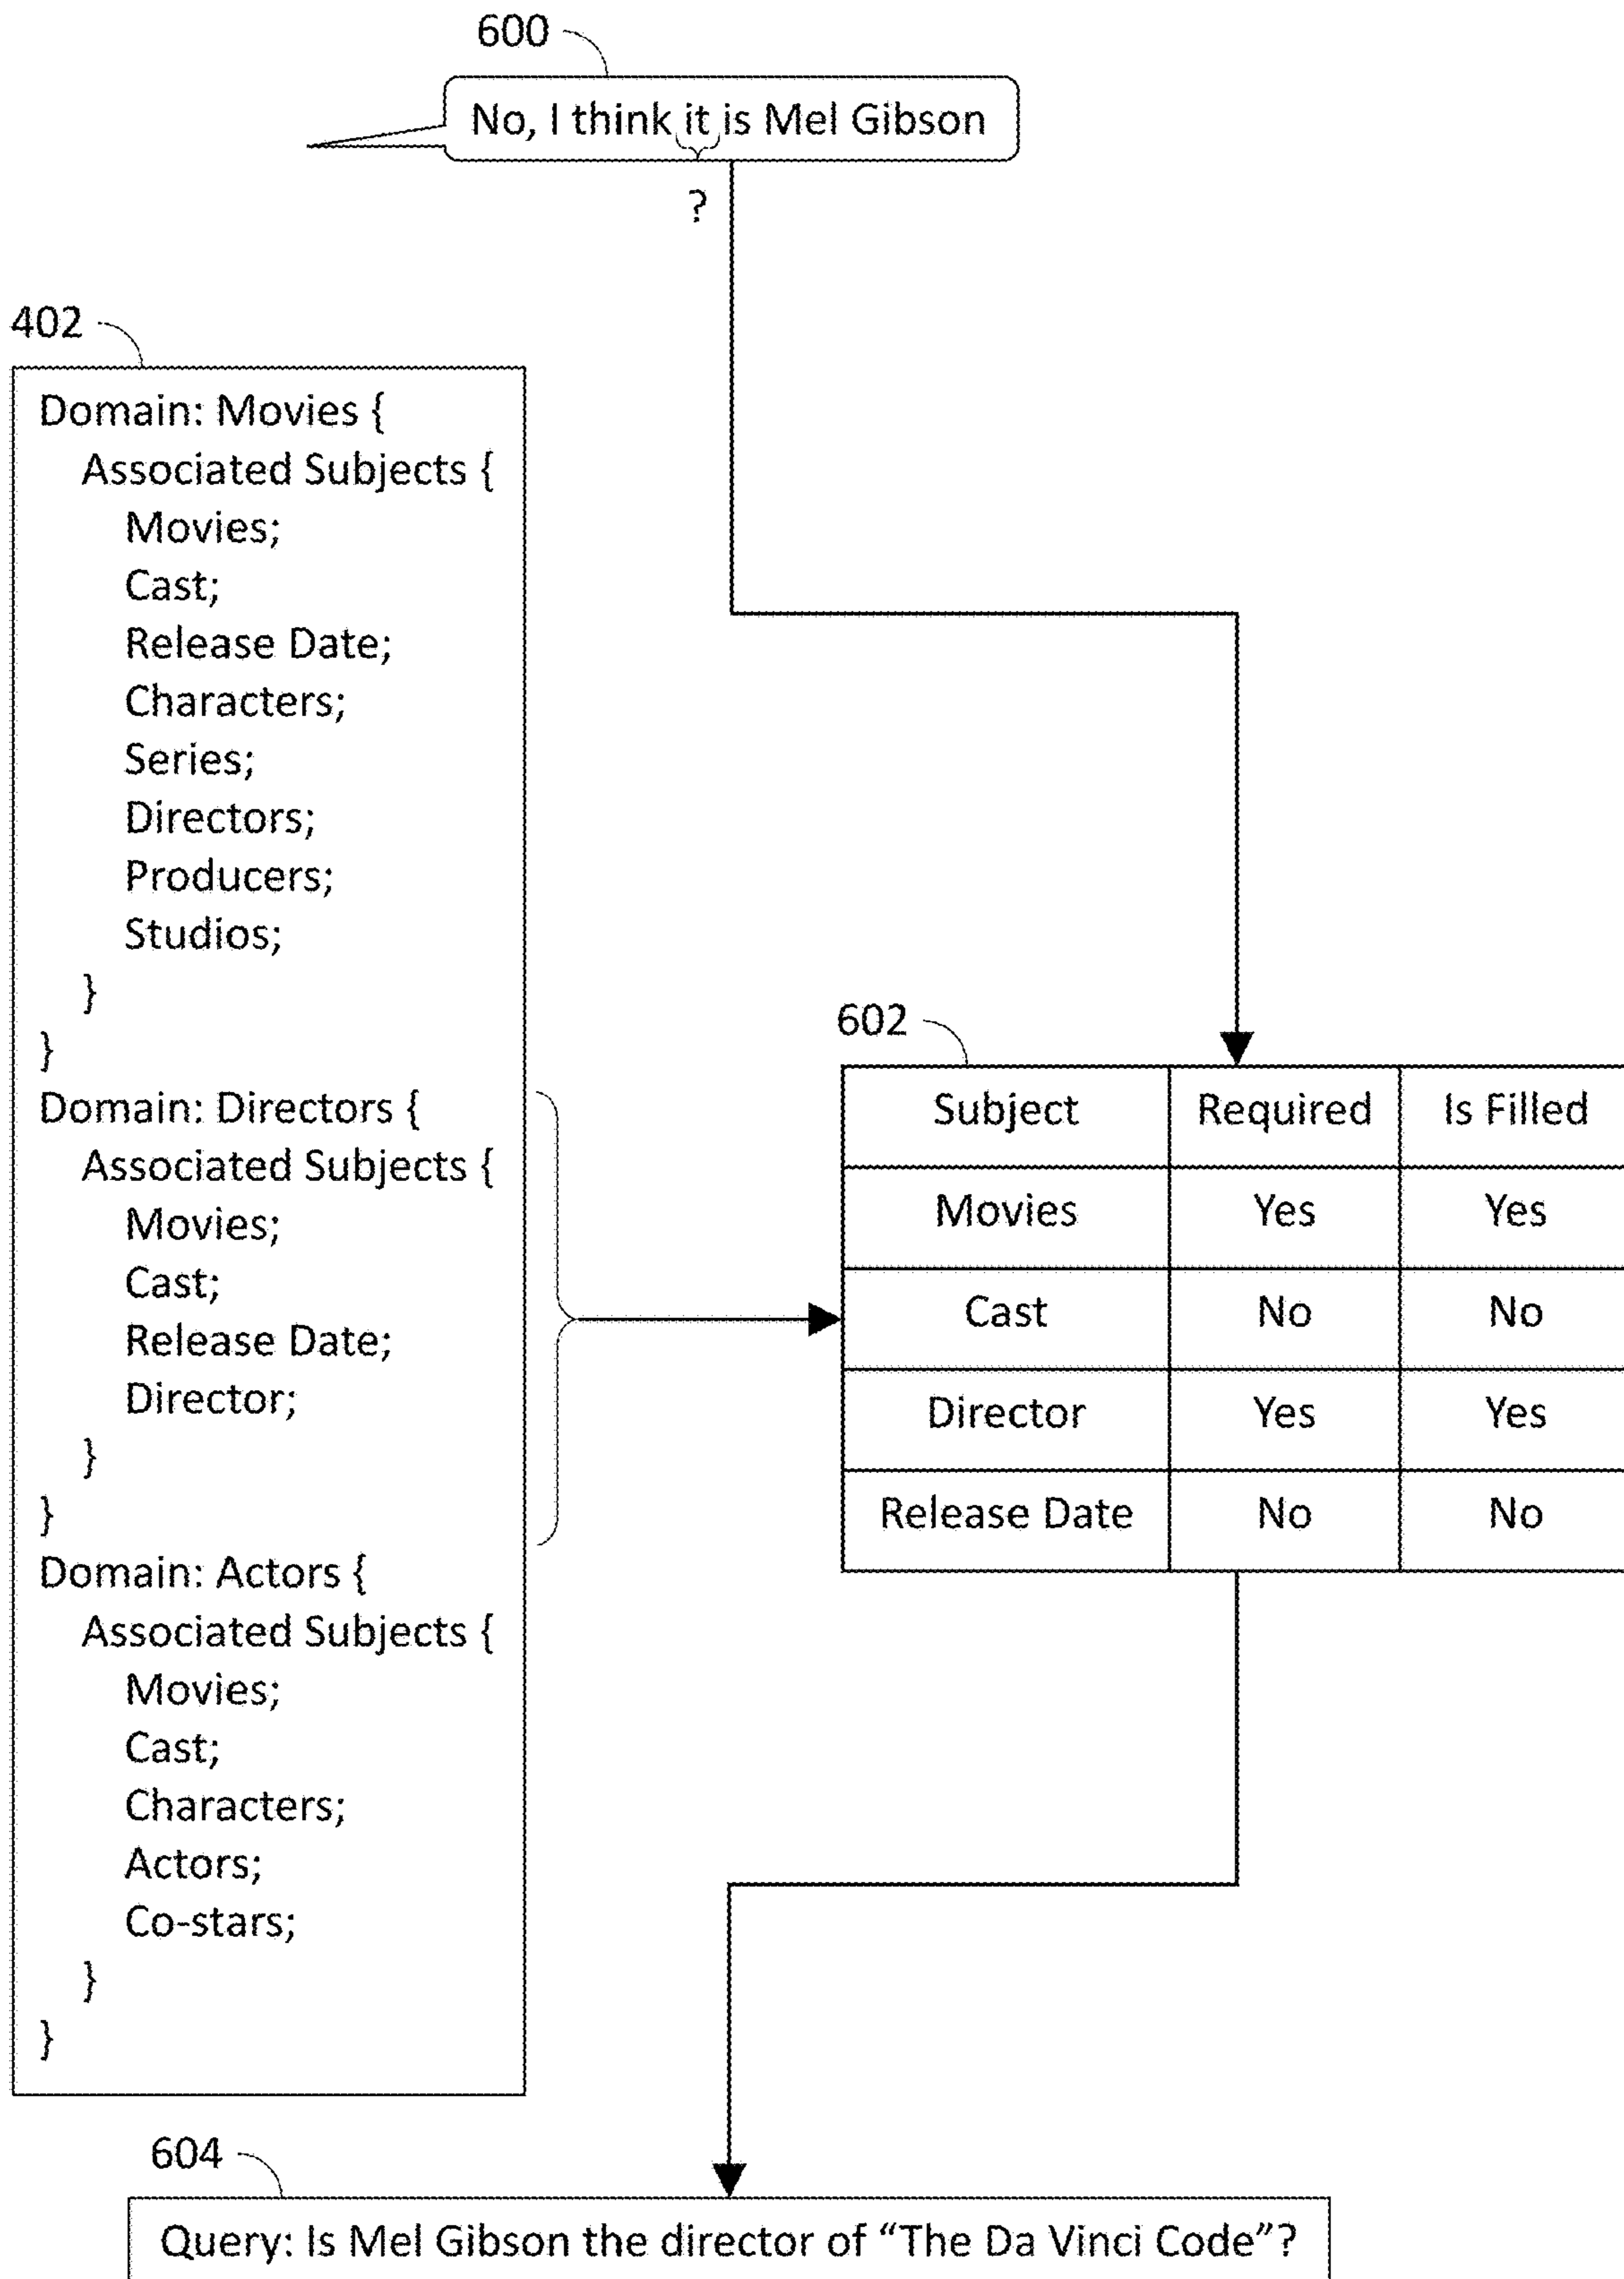 600
No, I think it is Mel Gibson
?
402
Domain: Movies {
Associated Subjects {
Movies;
Cast;
Release Date;
Characters;
Series;
Directors;
Producers;
Studios;
}
}
Domain: Directors {
Associated Subjects {
Movies;
Cast;
Release Date;
Director;
}
}
Domain: Actors {
Associated Subjects {
Movies;
Cast;
Characters;
Actors;
Co-stars;
}
}
602
Subject Required Is Filled
Movies Yes Yes
Cast No No
Director Yes Yes
Release Date No No
604
Query: Is Mel Gibson the director of “The Da Vinci Code”?